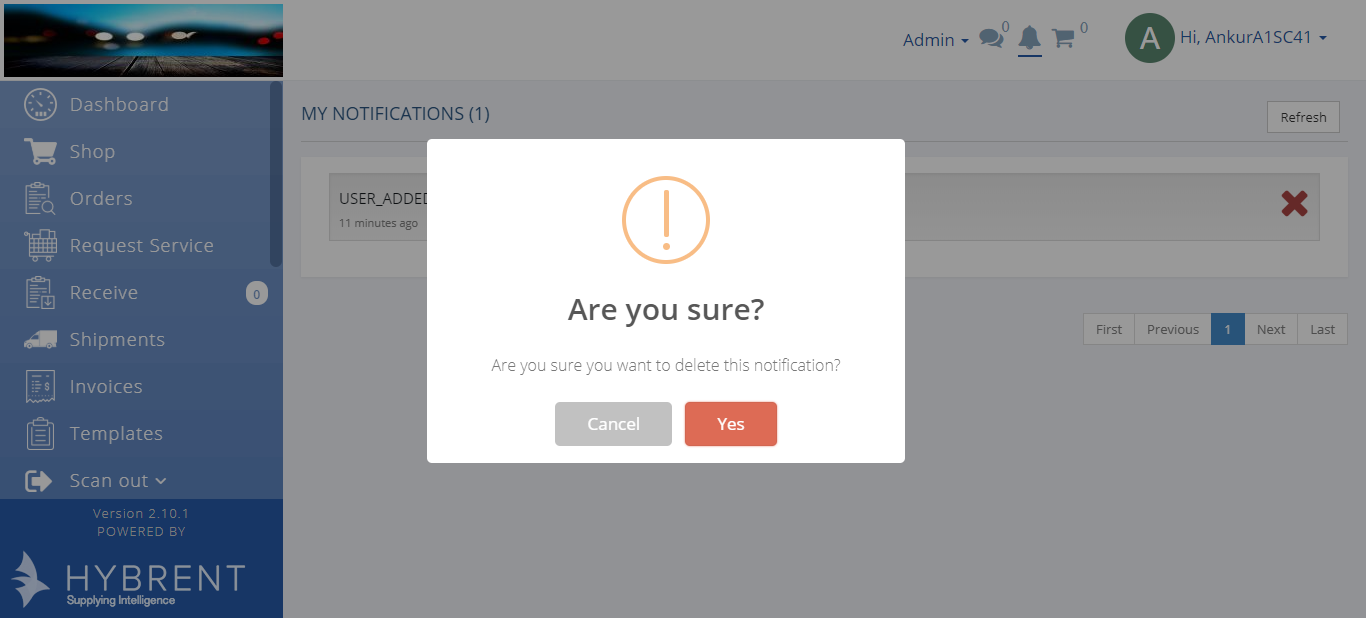 Admin
0
0
A
Hi, AnkurA1SC41
Dashboard
Shop
Orders
Request Service
Receive
0
Shipments
Invoices
Templates
Scan out
Version 2.10.1
POWERED BY
HYBRENT
Supplying Intelligence
MY NOTIFICATIONS (1)
Refresh
USER_ADDED
11 minutes ago
!
Are you sure?
Are you sure you want to delete this notification?
Cancel
Yes
First
Previous
1
Next
Last